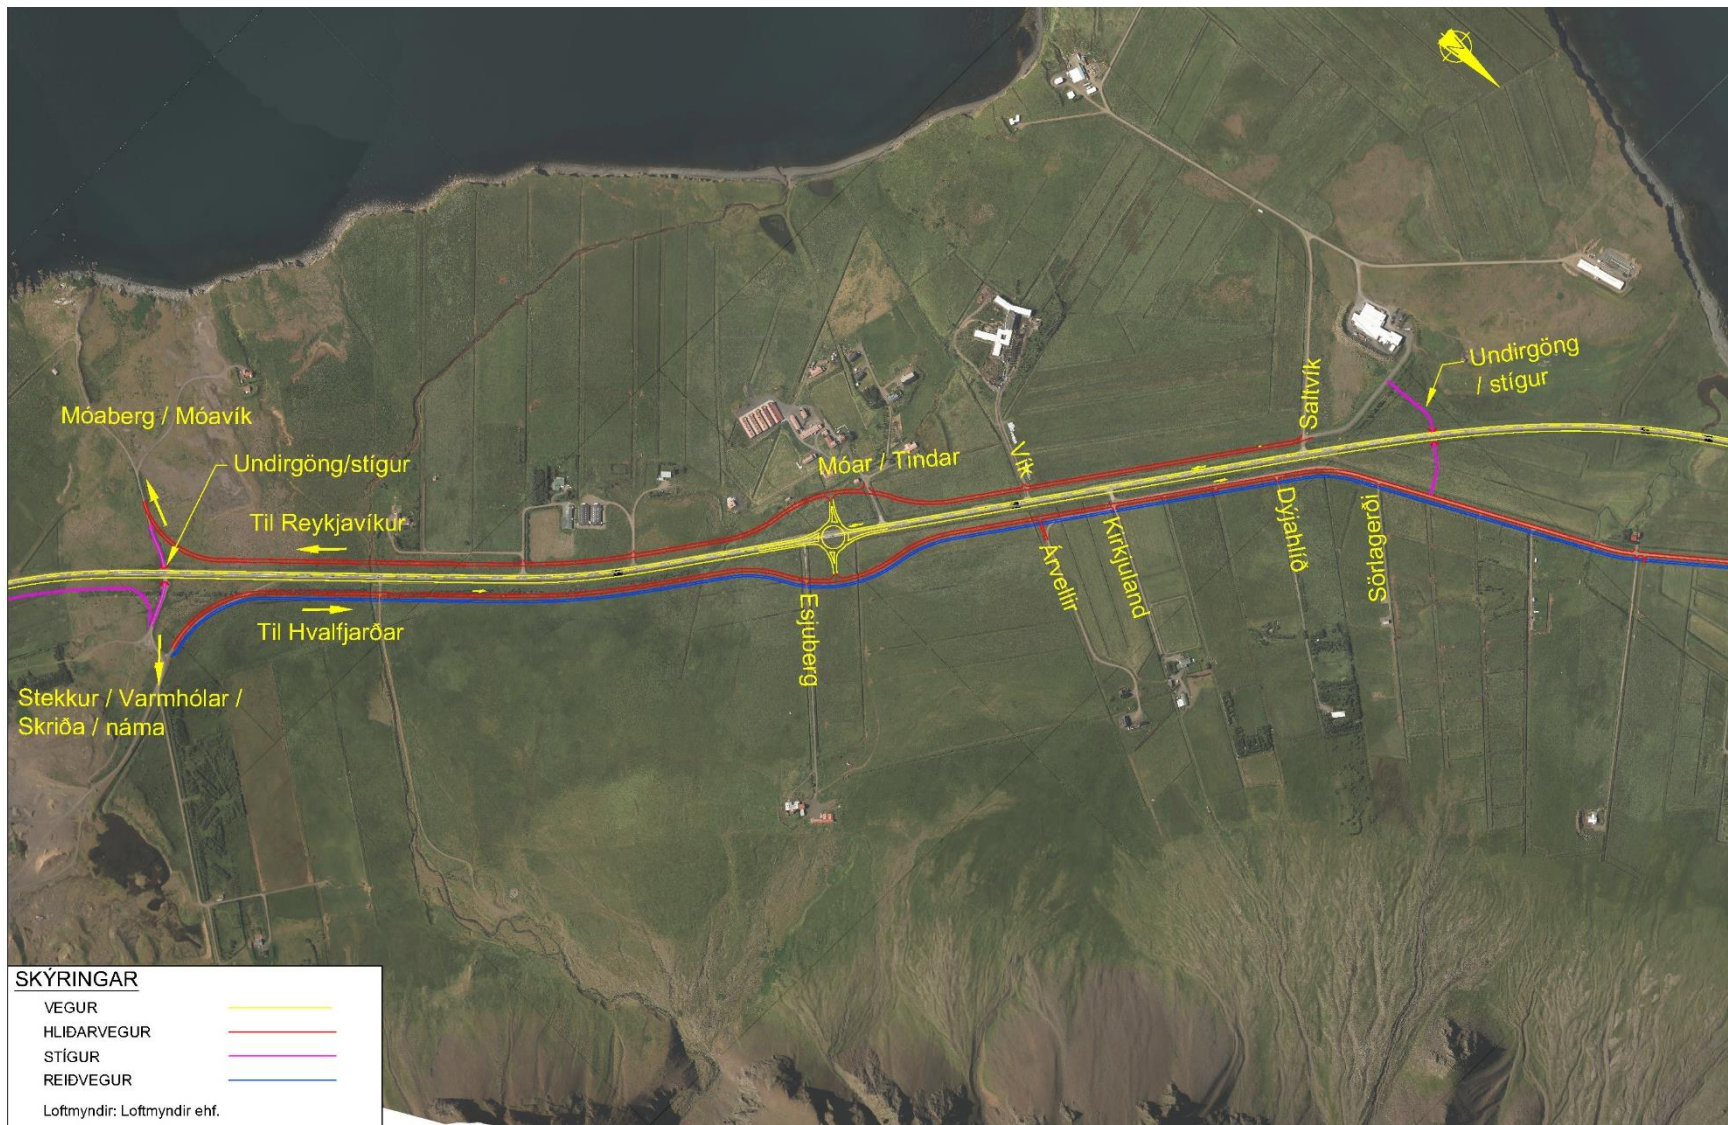 N
Undirgöng
/ stígur
Saltvík
Móaberg / Móavík
Undirgöng/stígur
Móar / Tindar
Vík
Til Reykjavíkur
Til Hvalfjarðar
Esjuberg
Árvellir
Kirkjuland
Dýjahlíð
Sörlagerði
Stekkur / Varmhólar /
Skriða / náma
SKÝRINGAR
VEGUR
HLIÐARVEGUR
STÍGUR
REIÐVEGUR
Loftmyndir: Loftmyndir ehf.